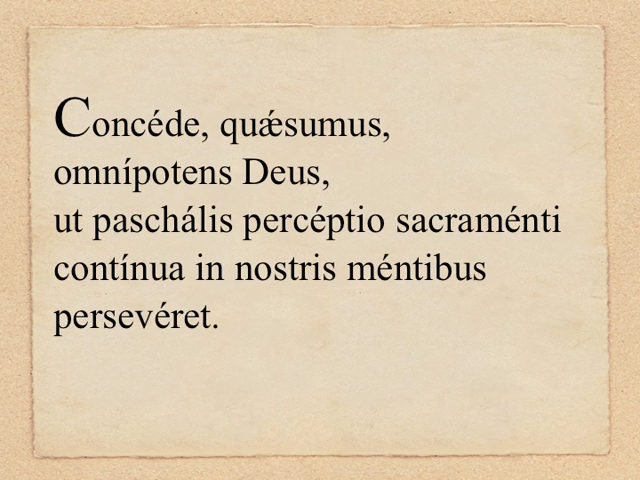 Concéde, quǽsumus,
omnípotens Deus,
ut paschális percéptio sacraménti
contínua in nostris méntibus
persevéret.